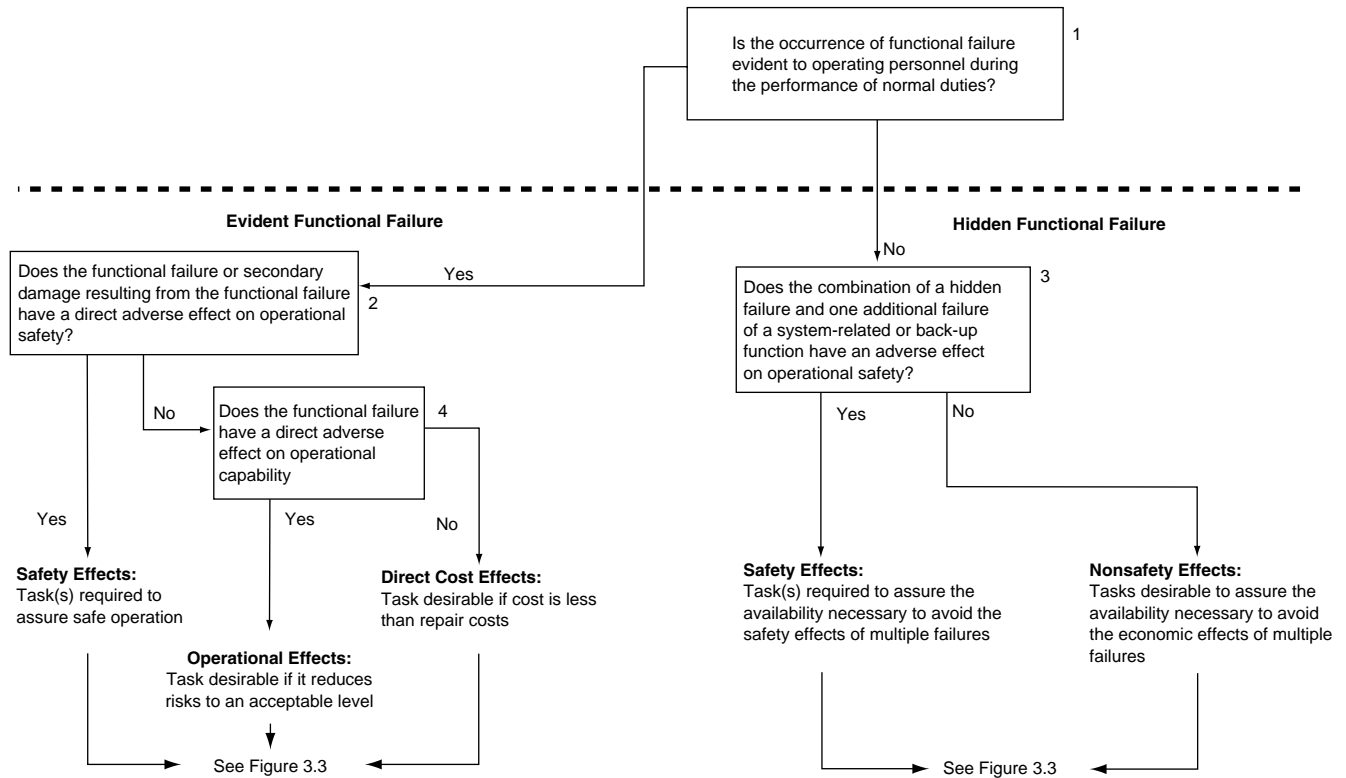 1
Is the occurrence of functional failure
evident to operating personnel during
the performance of normal duties?
Evident Functional Failure
Hidden Functional Failure
Does the functional failure or secondary
damage resulting from the functional failure
have a direct adverse effect on operational
safety?
2
Yes
No
3
Does the combination of a hidden
failure and one additional failure
of a system-related or back-up
function have an adverse effect
on operational safety?
No
Does the functional failure
have a direct adverse
effect on operational
capability
4
Yes
No
Yes
Yes
No
Safety Effects:
Task(s) required to
assure safe operation
Direct Cost Effects:
Task desirable if cost is less
than repair costs
Operational Effects:
Task desirable if it reduces
risks to an acceptable level
See Figure 3.3
Safety Effects:
Task(s) required to assure the
availability necessary to avoid the
safety effects of multiple failures
Nonsafety Effects:
Tasks desirable to assure the
availability necessary to avoid
the economic effects of multiple
failures
See Figure 3.3